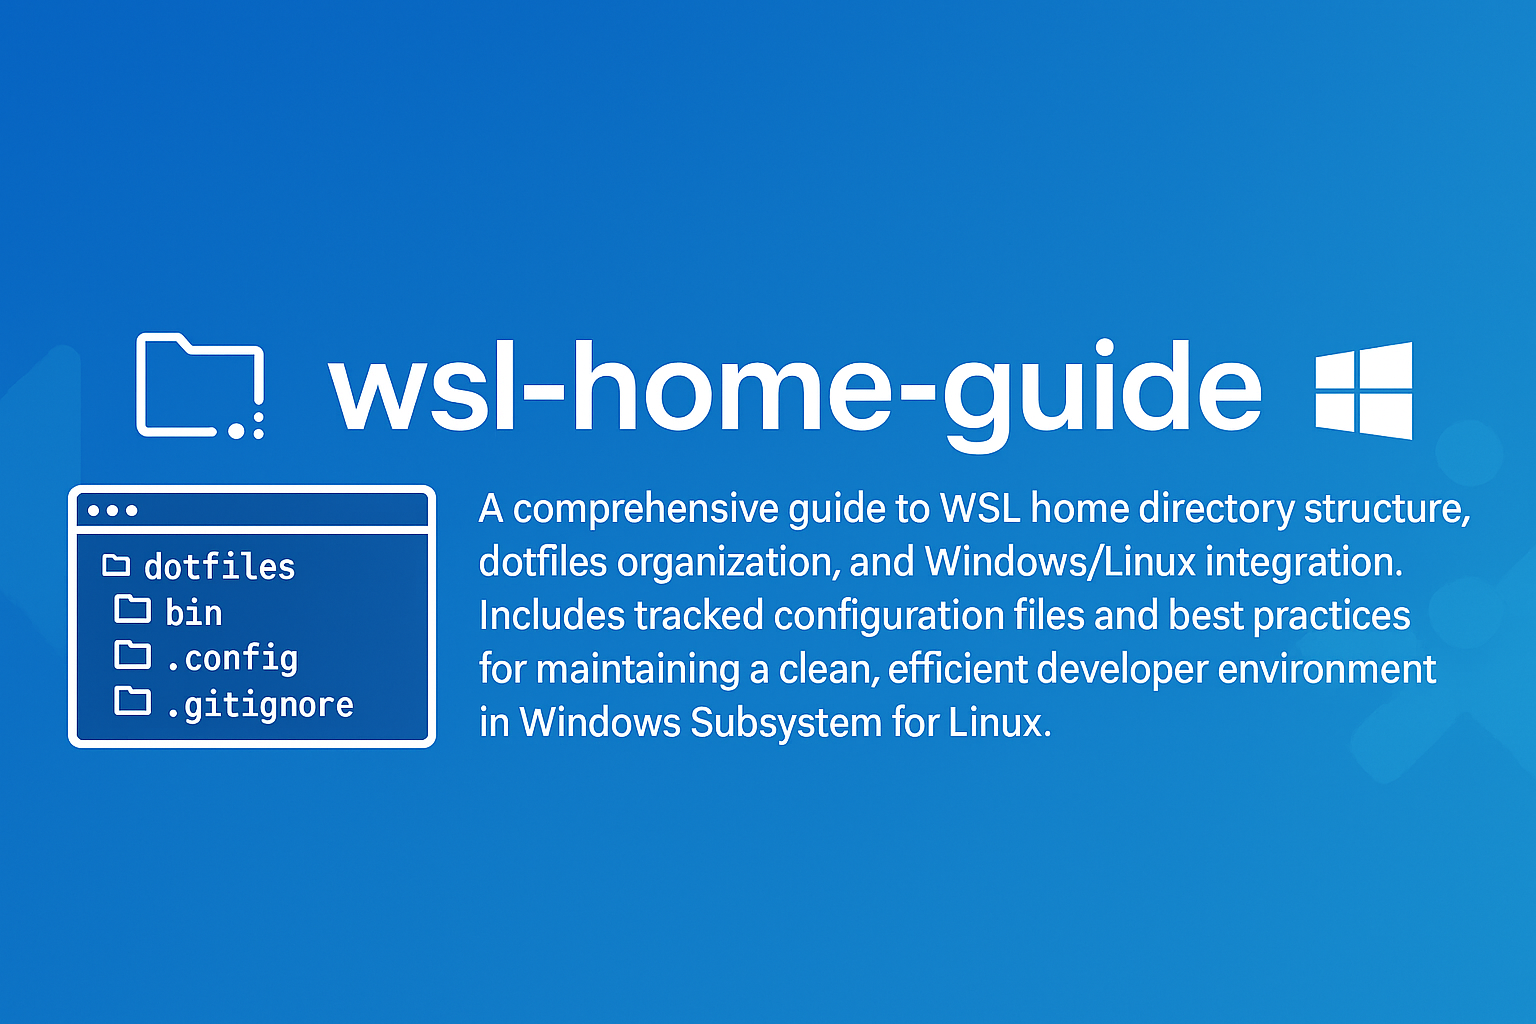 wsl-home-guide
dotfiles
bin
.config
.gitignore
A comprehensive guide to WSL home directory structure,
dotfiles organization, and Windows/Linux integration.
Includes tracked configuration files and best practices
for maintaining a clean, efficient developer environment
in Windows Subsystem for Linux.